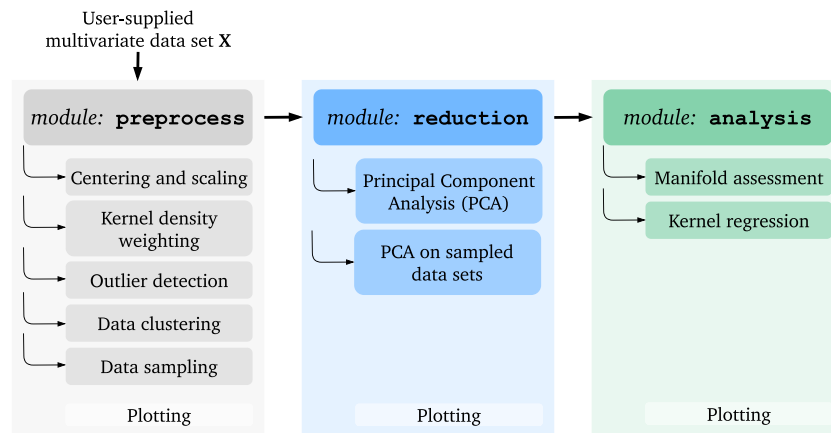 User-supplied
multivariate data set X
module: preprocess
Centering and scaling
Kernel density
weighting
Outlier detection
Data clustering
Data sampling
Plotting
module: reduction
Principal Component
Analysis (PCA)
PCA on sampled
data sets
Plotting
module: analysis
Manifold assessment
Kernel regression
Plotting